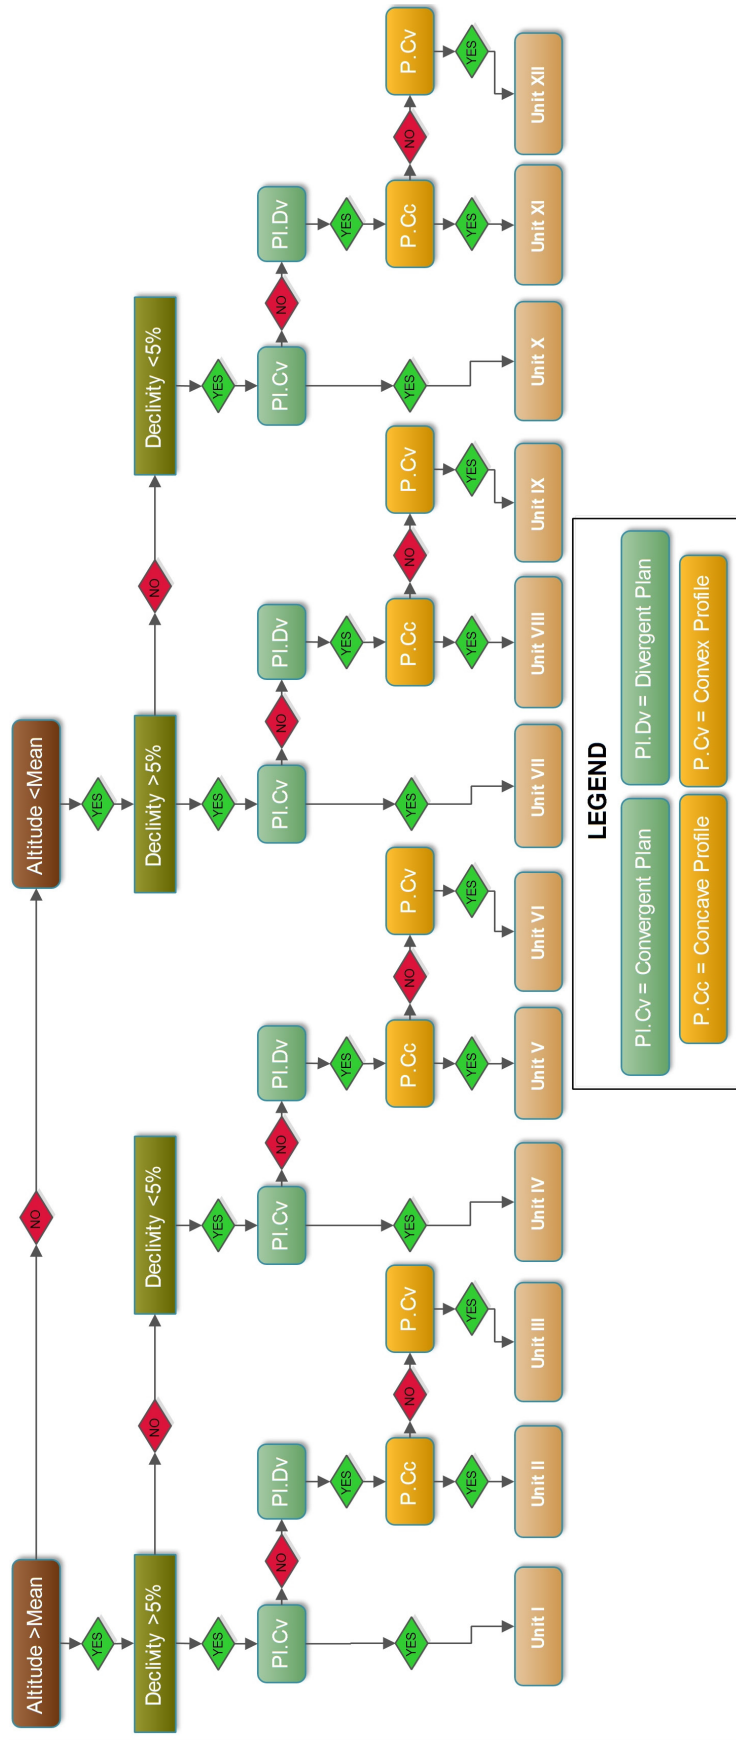 Altitude >Mean
NO
Altitude <Mean
YES
YES
Declivity >5%
NO
Declivity <5%
Declivity >5%
NO
Declivity <5%
YES
YES
YES
YES
Pl.Cv
NO
Pl.Dv
Pl.Cv
NO
Pl.Dv
Pl.Cv
NO
Pl.Dv
Pl.Cv
NO
Pl.Dv
YES
YES
YES
YES
YES
P.Cc
NO
P.Cv
YES
P.Cc
NO
P.Cv
YES
P.Cc
NO
P.Cv
YES
P.Cc
NO
P.Cv
YES
YES
YES
YES
YES
YES
YES
YES
Unit I
Unit II
Unit III
Unit IV
Unit V
Unit VI
Unit VII
Unit VIII
Unit IX
Unit X
Unit XI
Unit XII
LEGEND
Pl.Cv = Convergent Plan
Pl.Dv = Divergent Plan
P.Cc = Concave Profile
P.Cv = Convex Profile